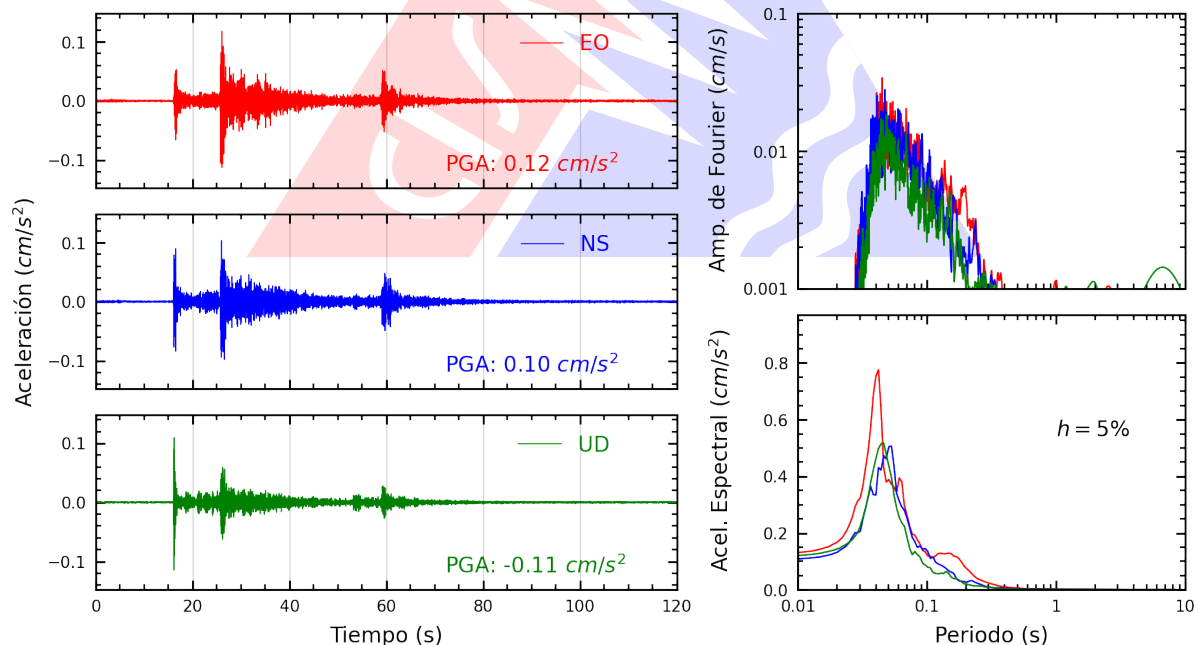 Aceleración (cm/s²)
0.1
0.0
−0.1
EO
PGA: 0.12 cm/s²
0.1
0.0
−0.1
NS
PGA: 0.10 cm/s²
0.1
0.0
−0.1
UD
PGA: -0.11 cm/s²
0 20 40 60 80 100 120
Tiempo (s)
Amp. de Fourier (cm/s)
0.1
0.01
0.001
Acel. Espectral (cm/s²)
0.8
0.6
0.4
0.2
0.0
h = 5%
0.01 0.1 1 10
Periodo (s)